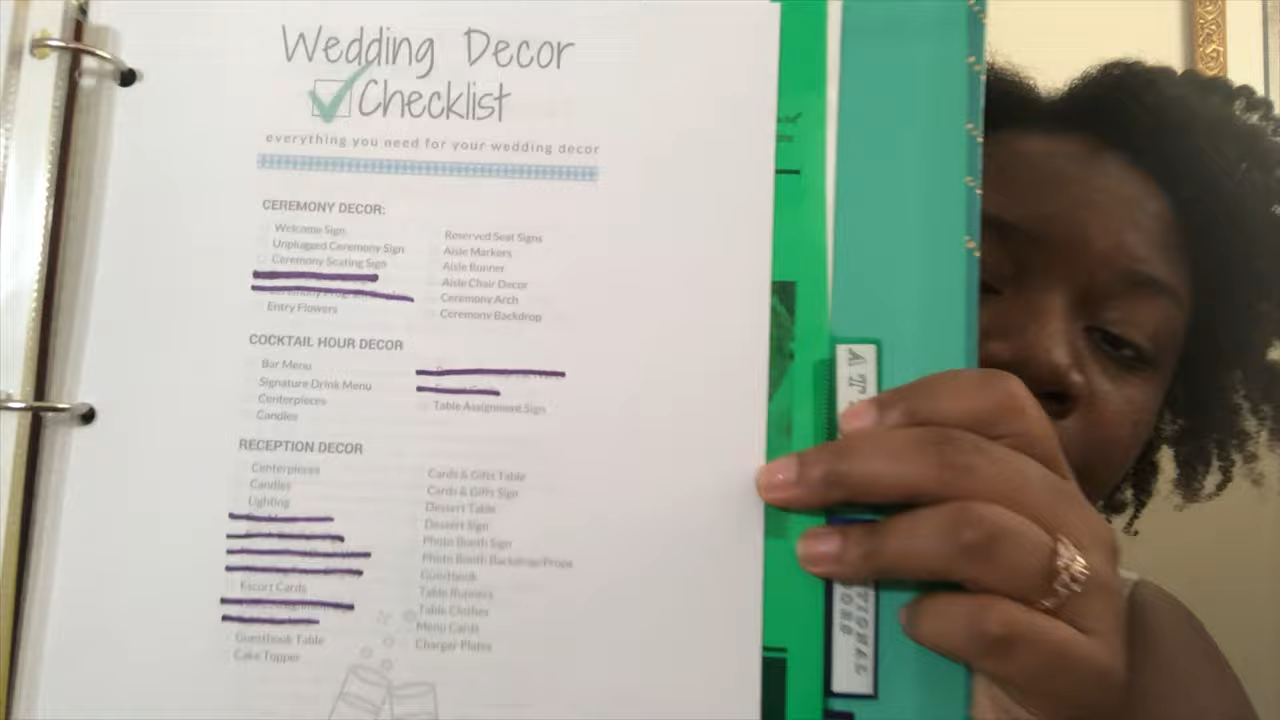 Wedding Decor
Checklist
everything you need for your wedding decor
CEREMONY DECOR:
Welcome Sign
Unplugged Ceremony Sign
Ceremony Seating Sign
Entry Flowers
Reserved Seat Signs
Aisle Markers
Aisle Runner
Aisle Chair Decor
Ceremony Arch
Ceremony Backdrop
COCKTAIL HOUR DECOR
Bar Menu
Signature Drink Menu
Centerpieces
Candles
Table Assignment Sign
RECEPTION DECOR
Centerpieces
Candles
Lighting
Escort Cards
Guestbook Table
Cake Topper
Cards & Gifts Table
Cards & Gifts Sign
Dessert Table
Dessert Sign
Photo Booth Sign
Photo Booth Backdrop/Props
Guestbook
Table Runners
Table Clothes
Menu Cards
Charger Plates